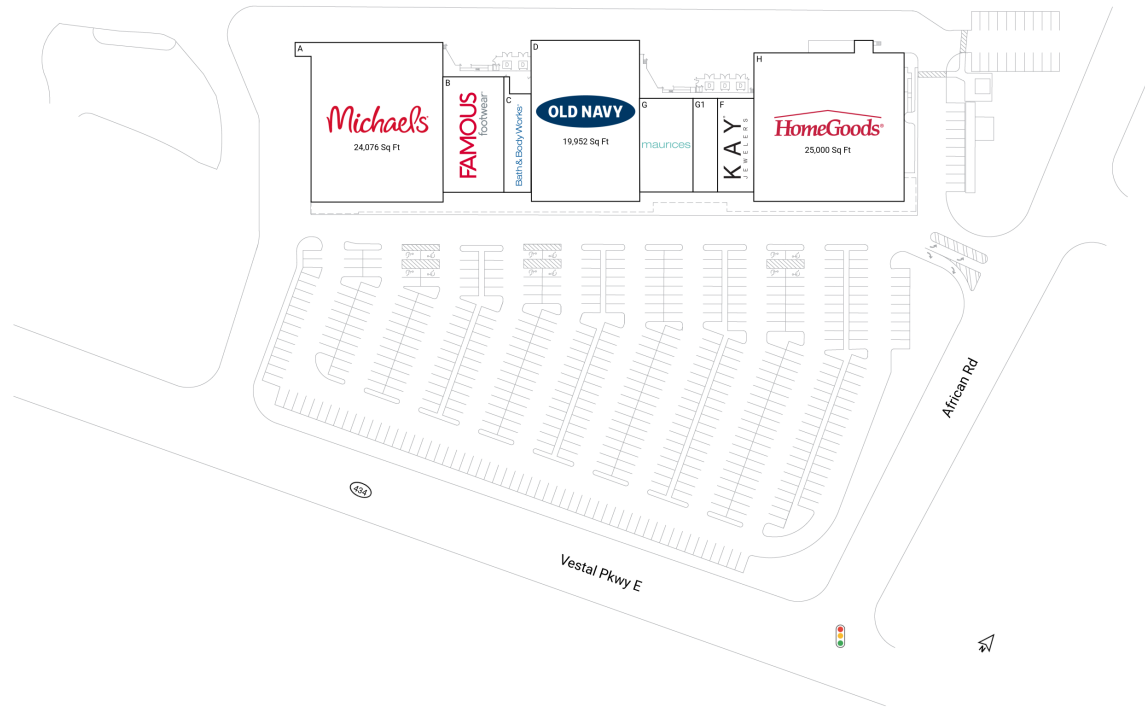 A
Michaels
24,076 Sq Ft
B
FAMOUS
footwear
C
Bath & Body Works
D
OLD NAVY
19,952 Sq Ft
G
maurices
G1
F
KAY
JEWELERS
H
HomeGoods
25,000 Sq Ft
African Rd
434
Vestal Pkwy E
N